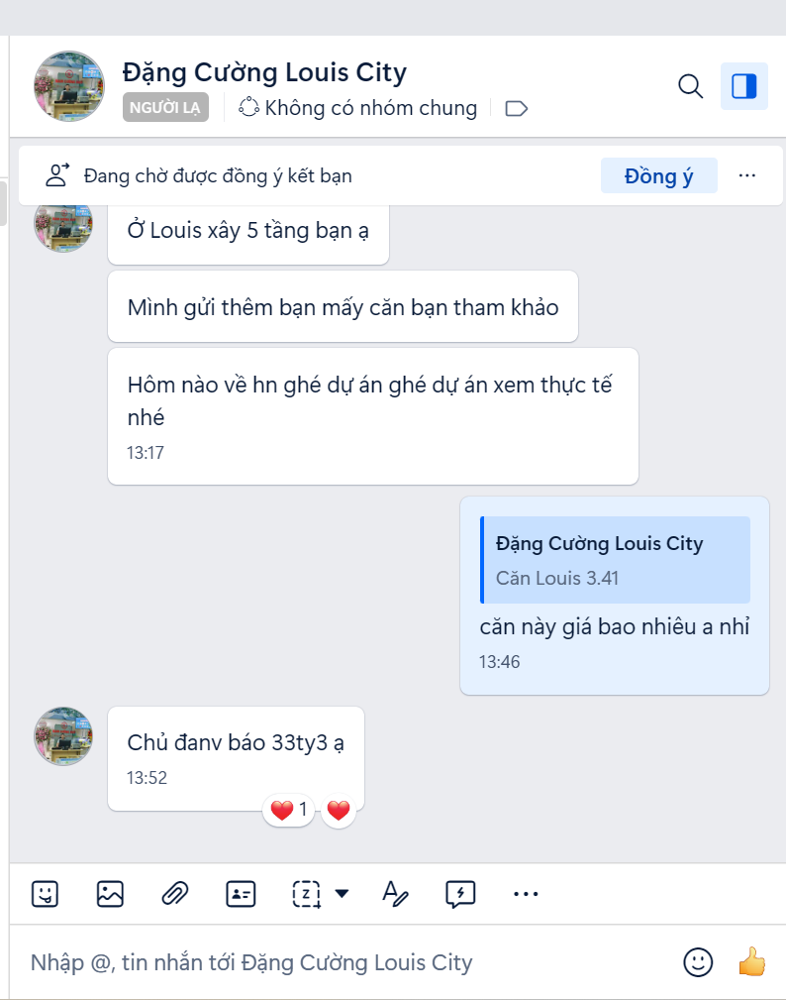 Đặng Cường Louis City
NGƯỜI LẠ
Không có nhóm chung
Đang chờ được đồng ý kết bạn
Đồng ý
Ở Louis xây 5 tầng bạn ạ
Mình gửi thêm bạn mấy căn bạn tham khảo
Hôm nào về hn ghé dự án ghé dự án xem thực tế
nhé
13:17
Đặng Cường Louis City
Căn Louis 3.41
căn này giá bao nhiêu a nhỉ
13:46
Chủ đanv báo 33ty3 ạ
13:52
1
Nhập @, tin nhắn tới Đặng Cường Louis City